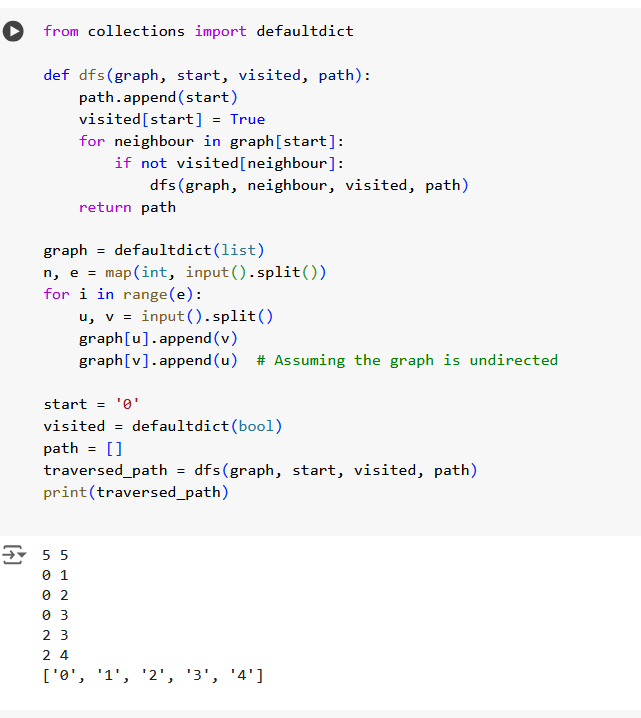 from collections import defaultdict

def dfs(graph, start, visited, path):
    path.append(start)
    visited[start] = True
    for neighbour in graph[start]:
        if not visited[neighbour]:
            dfs(graph, neighbour, visited, path)
    return path

graph = defaultdict(list)
n, e = map(int, input().split())
for i in range(e):
    u, v = input().split()
    graph[u].append(v)
    graph[v].append(u)  # Assuming the graph is undirected

start = '0'
visited = defaultdict(bool)
path = []
traversed_path = dfs(graph, start, visited, path)
print(traversed_path)

5 5
0 1
0 2
0 3
2 3
2 4
['0', '1', '2', '3', '4']